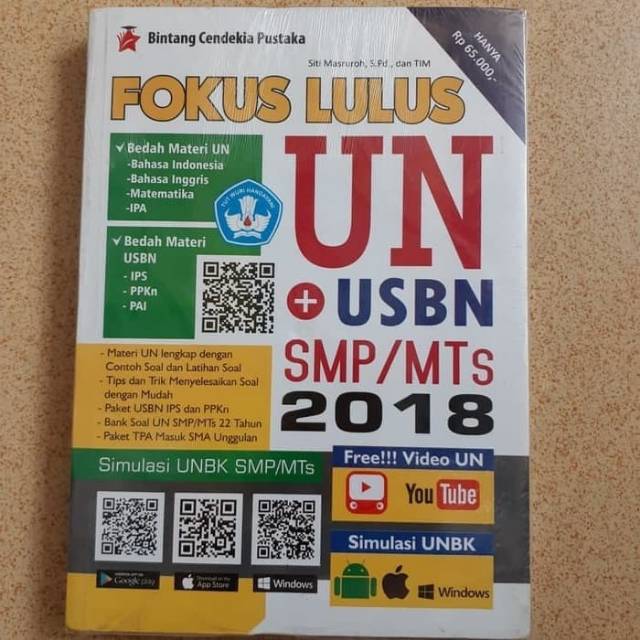 Bintang Cendekia Pustaka
HANYA
Rp 65.000,-
Siti Masruroh, S.Pd., dan TIM
FOKUS LULUS
Bedah Materi UN
-Bahasa Indonesia
-Bahasa Inggris
-Matematika
-IPA
TUT WURI HANDAYANI
UN
Bedah Materi
USBN
- IPS
- PPKn
- PAI
+ USBN
SMP/MTs
2018
- Materi UN lengkap dengan
Contoh Soal dan Latihan Soal
- Tips dan Trik Menyelesaikan Soal
dengan Mudah
- Paket USBN IPS dan PPKn
- Bank Soal UN SMP/MTs 22 Tahun
- Paket TPA Masuk SMA Unggulan
Simulasi UNBK SMP/MTs
Google play
App Store
Windows
Free!!! Video UN
YouTube
Simulasi UNBK
Windows